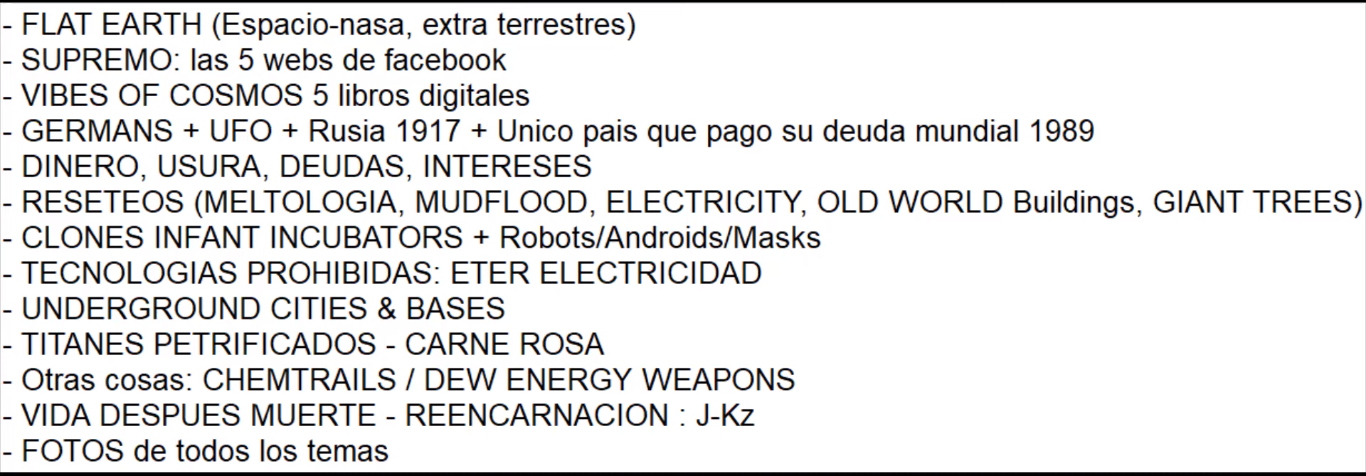 - FLAT EARTH (Espacio-nasa, extra terrestres)
- SUPREMO: las 5 webs de facebook
- VIBES OF COSMOS 5 libros digitales
- GERMANS + UFO + Rusia 1917 + Unico pais que pago su deuda mundial 1989
- DINERO, USURA, DEUDAS, INTERESES
- RESETEOS (MELTOLOGIA, MUDFLOOD, ELECTRICITY, OLD WORLD Buildings, GIANT TREES)
- CLONES INFANT INCUBATORS + Robots/Androids/Masks
- TECNOLOGIAS PROHIBIDAS: ETER ELECTRICIDAD
- UNDERGROUND CITIES & BASES
- TITANES PETRIFICADOS - CARNE ROSA
- Otras cosas: CHEMTRAILS / DEW ENERGY WEAPONS
- VIDA DESPUES MUERTE - REENCARNACION : J-Kz
- FOTOS de todos los temas